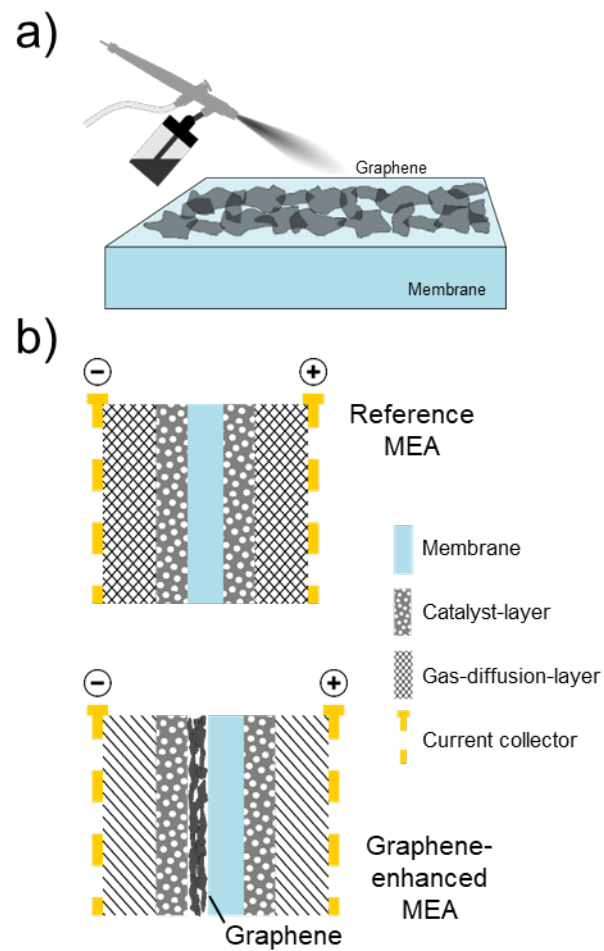 a)
Graphene
Membrane
b)
−
+
Reference
MEA
Membrane
Catalyst-layer
Gas-diffusion-layer
Current collector
−
+
Graphene-
enhanced
MEA
Graphene